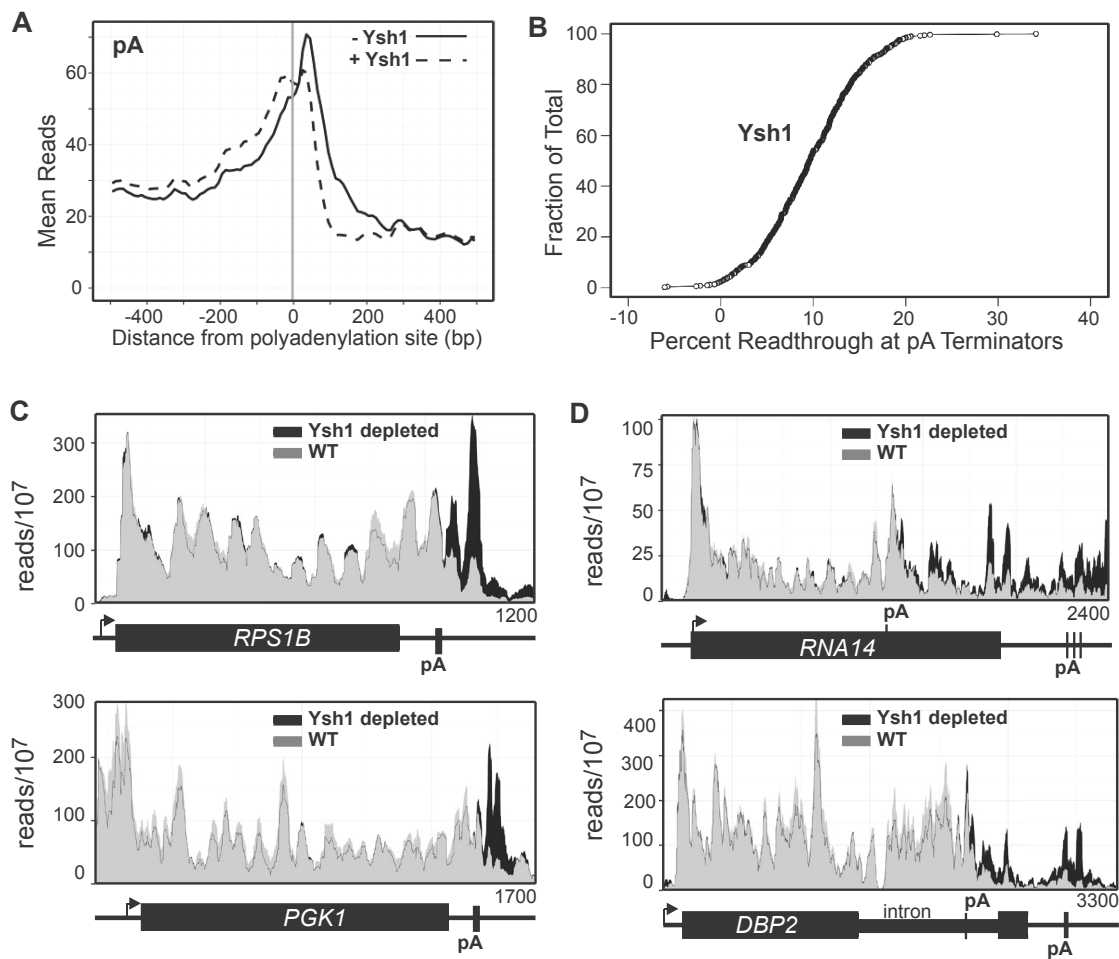 A
pA
- Ysh1
+ Ysh1
60
40
20
0
Mean Reads
-400 -200 0 200 400
Distance from polyadenylation site (bp)
B
100
80
60
40
20
0
Fraction of Total
Ysh1
-10 0 10 20 30 40
Percent Readthrough at pA Terminators
C
Ysh1 depleted
WT
300
200
100
0
reads/10⁷
1200
RPS1B
pA
300
200
100
0
reads/10⁷
Ysh1 depleted
WT
1700
PGK1
pA
D
100
75
50
25
0
reads/10⁷
Ysh1 depleted
WT
pA
2400
RNA14
pA
400
300
200
100
0
reads/10⁷
Ysh1 depleted
WT
pA
3300
intron
DBP2
pA